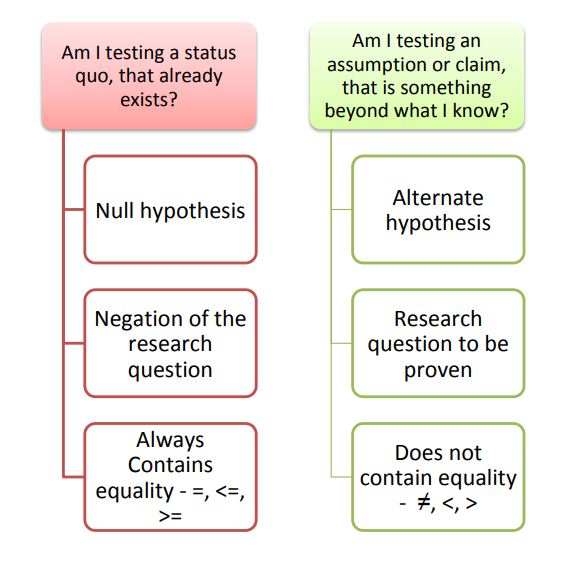 Am I testing a status
quo, that already
exists?
Null hypothesis
Negation of the
research
question
Always
Contains
equality - =, <=,
>=
Am I testing an
assumption or claim,
that is something
beyond what I know?
Alternate
hypothesis
Research
question to be
proven
Does not
contain equality
- ≠, <, >